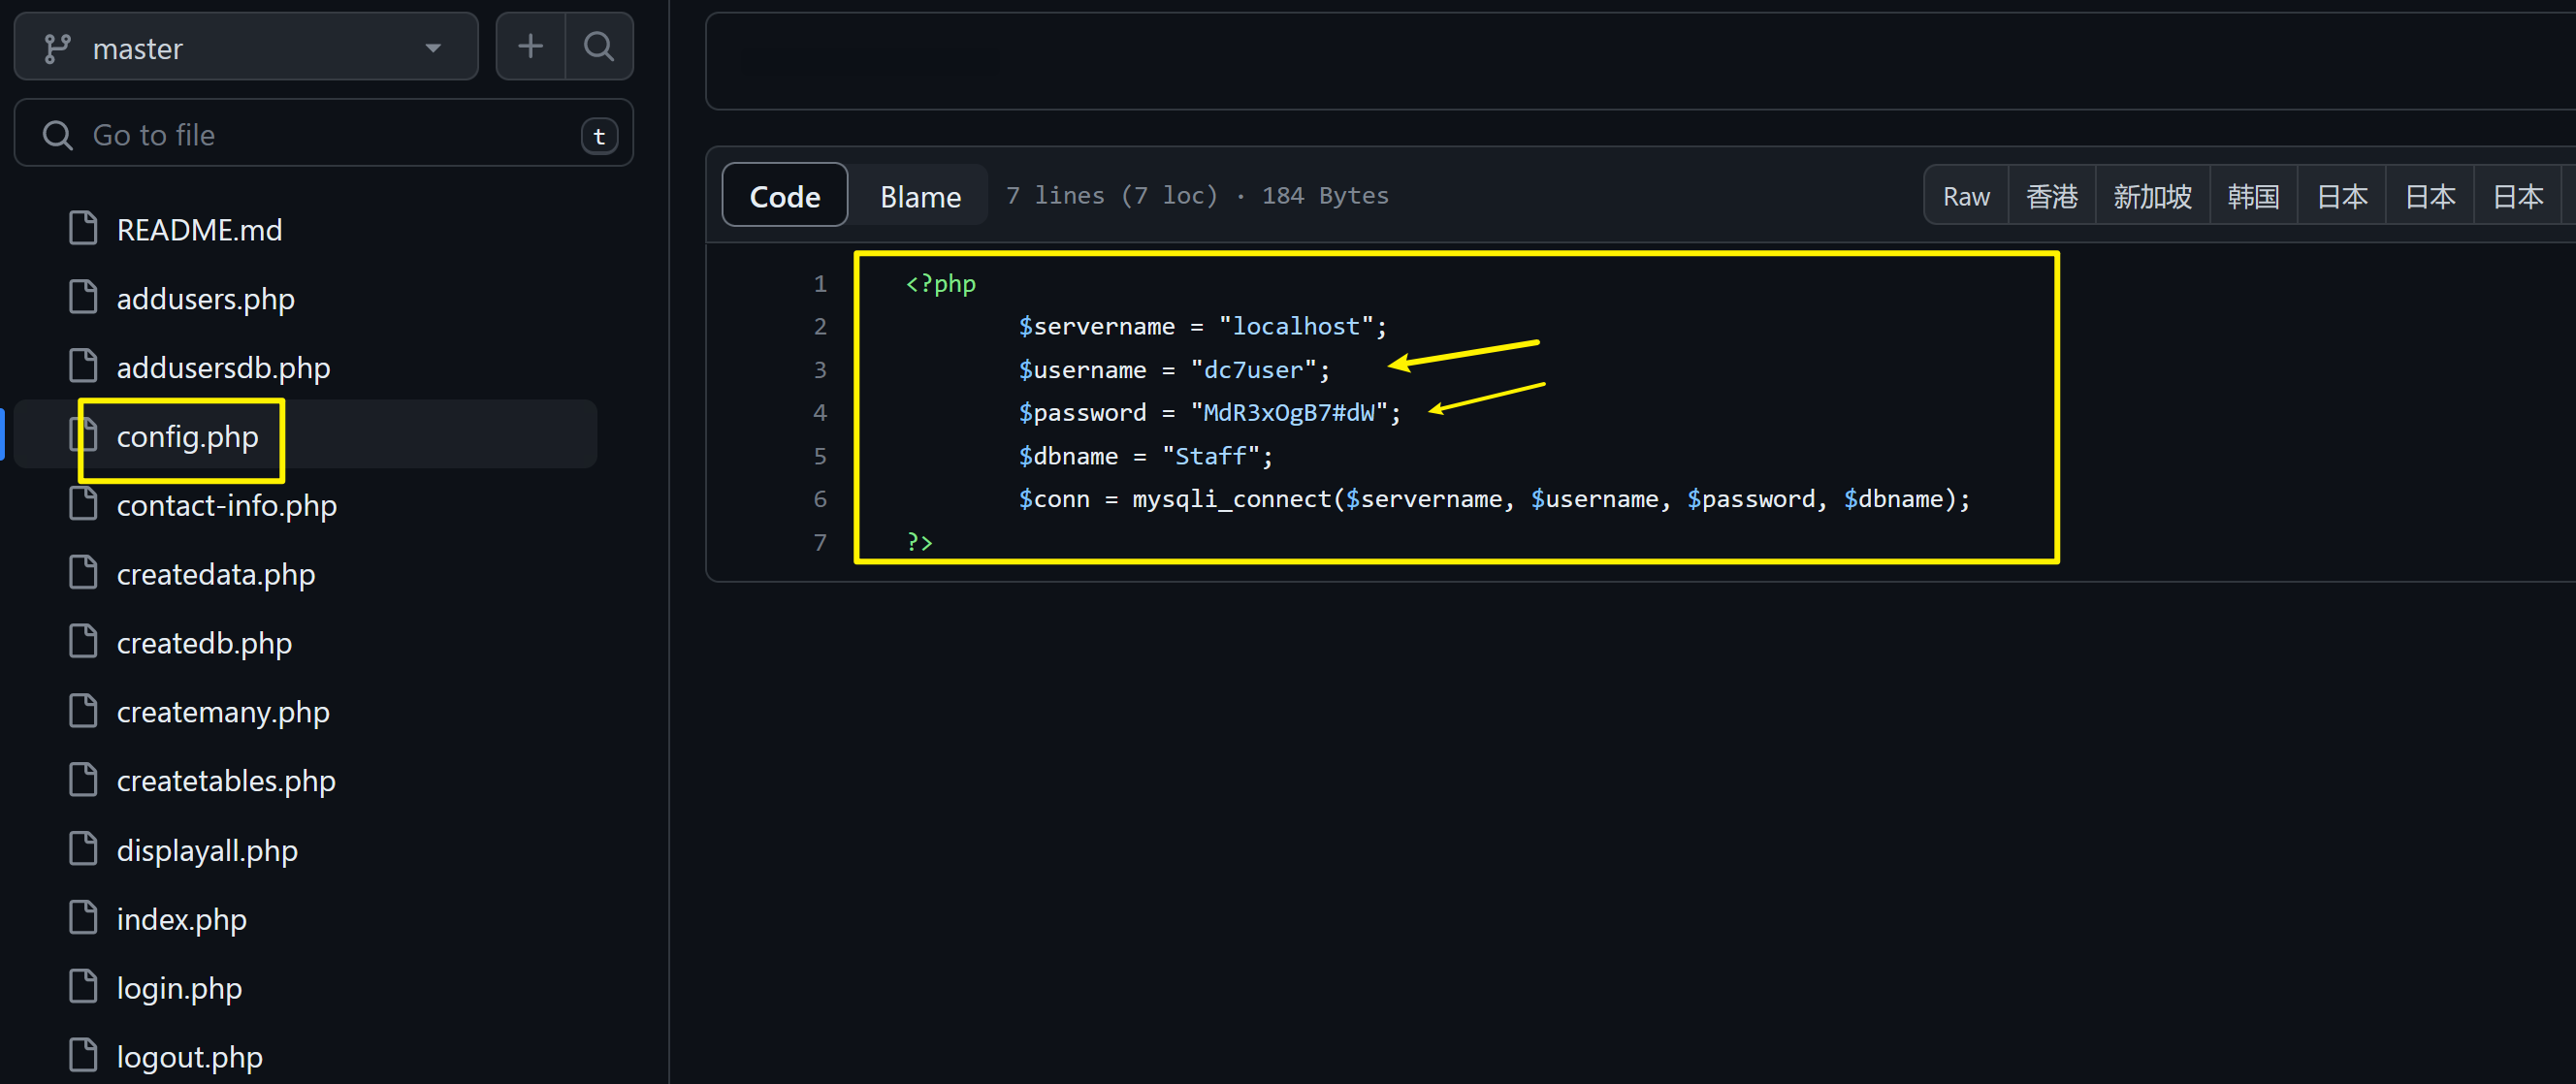 master
Go to file
t
README.md
addusers.php
addusersdb.php
config.php
contact-info.php
createdata.php
createdb.php
createmany.php
createtables.php
displayall.php
index.php
login.php
logout.php
Code Blame 7 lines (7 loc) · 184 Bytes Raw 香港 新加坡 韩国 日本 日本 日本
1 <?php
2 $servername = "localhost";
3 $username = "dc7user";
4 $password = "MdR3xOgB7#dW";
5 $dbname = "Staff";
6 $conn = mysqli_connect($servername, $username, $password, $dbname);
7 ?>